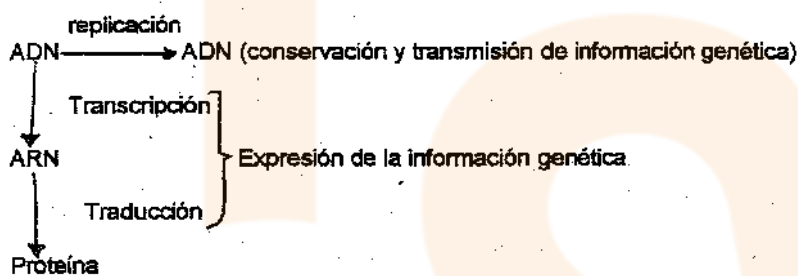 replicación
ADN ADN (conservación y transmisión de información genética)
Transcripción
ARN Expresión de la información genética
Traducción
Proteína